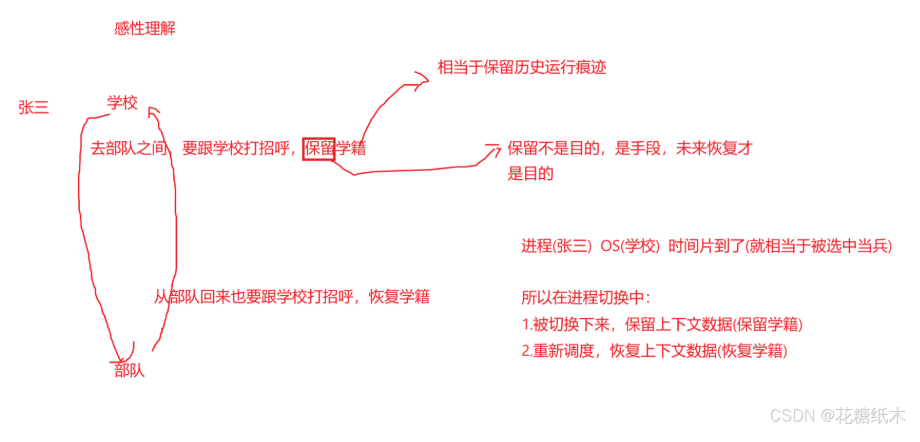 感性理解
相当于保留历史运行痕迹
张三
学校
去部队之间，要跟学校打招呼，保留学籍
保留不是目的，是手段，未来恢复才
是目的
进程(张三) OS(学校) 时间片到了(就相当于被选中当兵)
从部队回来也要跟学校打招呼，恢复学籍
所以在进程切换中：
1.被切换下来，保留上下文数据(保留学籍)
2.重新调度，恢复上下文数据(恢复学籍)
部队
CSDN @花糖纸木